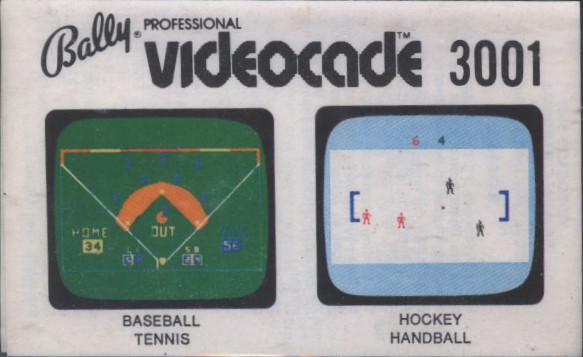 Bally® PROFESSIONAL
videocade™ 3001
6 4
HOME
34
OUT
56
BASEBALL
TENNIS
HOCKEY
HANDBALL